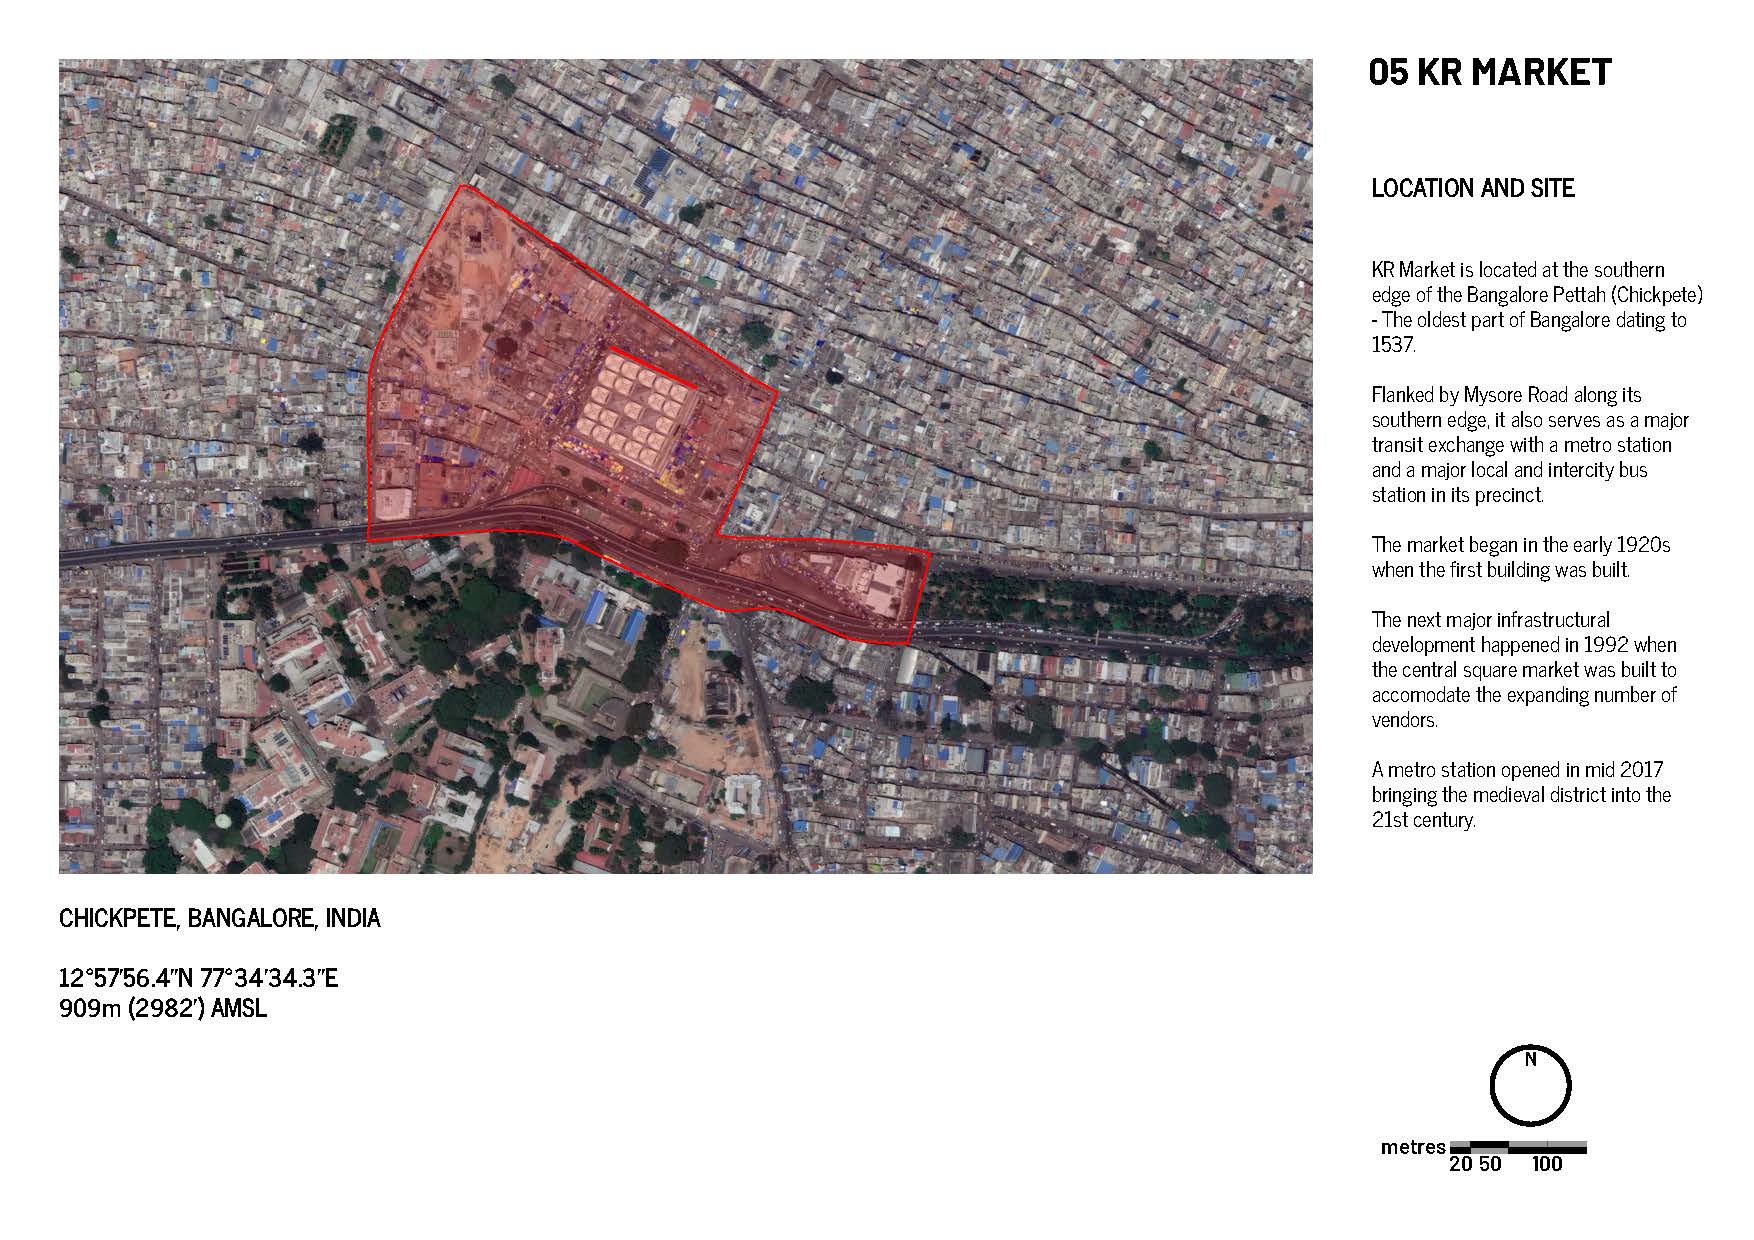 05 KR MARKET
LOCATION AND SITE
KR Market is located at the southern
edge of the Bangalore Pettah (Chickpete)
- The oldest part of Bangalore dating to
1537.
Flanked by Mysore Road along its
southern edge, it also serves as a major
transit exchange with a metro station
and a major local and intercity bus
station in its precinct.
The market began in the early 1920s
when the first building was built.
The next major infrastructural
development happened in 1992 when
the central square market was built to
accomodate the expanding number of
vendors.
A metro station opened in mid 2017
bringing the medieval district into the
21st century.
CHICKPETE, BANGALORE, INDIA
12°57'56.4"N 77°34'34.3"E
909m (2982') AMSL
N
metres
20 50 100